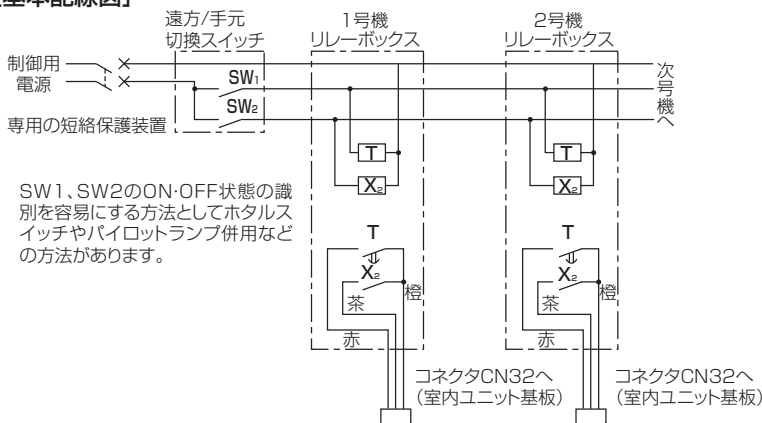 遠方/手元
切換スイッチ
1号機
リレーボックス
2号機
リレーボックス
制御用
電源
SW₁
SW₂
次号機へ
専用の短絡保護装置
T
X₂
T
X₂
SW1、SW2のON·OFF状態の識
別を容易にする方法としてホタルス
イッチやパイロットランプ併用など
の方法があります。
T
X₂
茶
橙
赤
T
X₂
茶
橙
赤
コネクタCN32へ
(室内ユニット基板)
コネクタCN32へ
(室内ユニット基板)